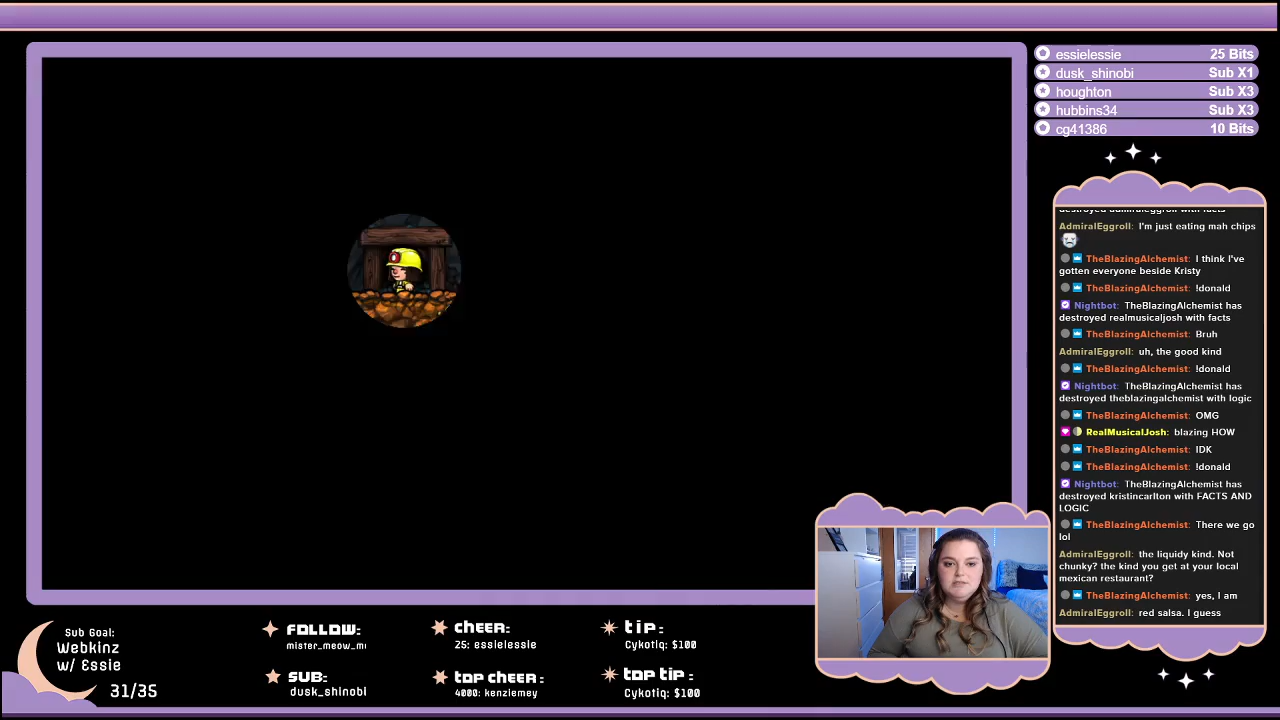 essielessie 25 Bits
dusk_shinobi Sub X1
houghton Sub X3
hubbins34 Sub X3
cg41386 10 Bits
destroyed admiraleggroll with facts
AdmiralEggroll: I'm just eating mah chips
TheBlazingAlchemist: I think I've
gotten everyone beside Kristy
TheBlazingAlchemist: !donald
Nightbot: TheBlazingAlchemist has
destroyed realmusicaljosh with facts
TheBlazingAlchemist: Bruh
AdmiralEggroll: uh, the good kind
TheBlazingAlchemist: !donald
Nightbot: TheBlazingAlchemist has
destroyed theblazingalchemist with logic
TheBlazingAlchemist: OMG
RealMusicalJosh: blazing HOW
TheBlazingAlchemist: IDK
TheBlazingAlchemist: !donald
Nightbot: TheBlazingAlchemist has
destroyed kristincarlton with FACTS AND
LOGIC
TheBlazingAlchemist: There we go
lol
AdmiralEggroll: the liquidy kind. Not
chunky? the kind you get at your local
mexican restaurant?
TheBlazingAlchemist: yes, I am
AdmiralEggroll: red salsa. I guess
Sub Goal:
Webkinz
w/ Essie
31/35
FOLLOW:
mister_meow_m
SUB:
dusk_shinobi
CHEER:
25: essielessie
TOP CHEER:
4000: kenziemey
TIP:
Cykotiq: $100
TOP TIP:
Cykotiq: $100